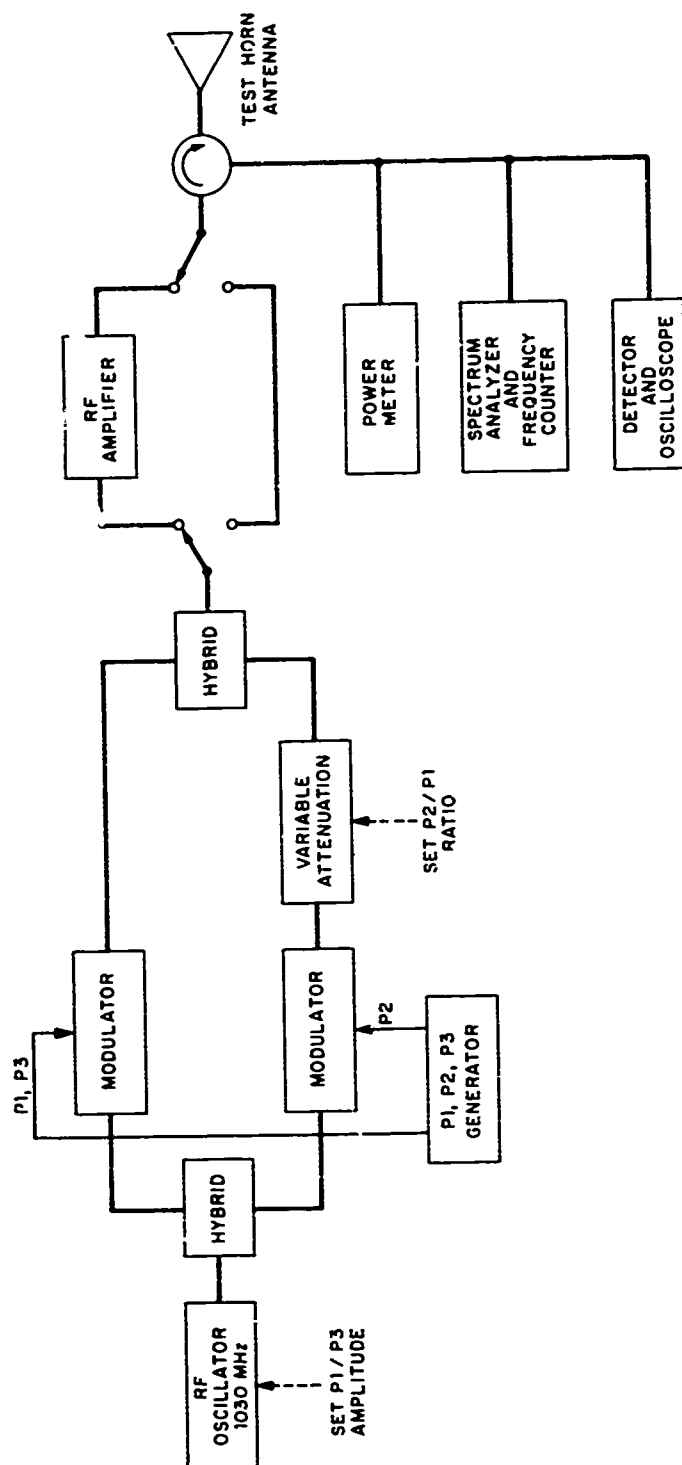 RF
OSCILLATOR
1030 MHz
SET P1/P3
AMPLITUDE
HYBRID
P1, P3
MODULATOR
MODULATOR
P2
P1, P2, P3
GENERATOR
VARIABLE
ATTENUATION
SET P2/P1
RATIO
HYBRID
RF
AMPLIFIER
TEST HORN
ANTENNA
POWER
METER
SPECTRUM
ANALYZER
AND
FREQUENCY
COUNTER
DETECTOR
AND
OSCILLOSCOPE